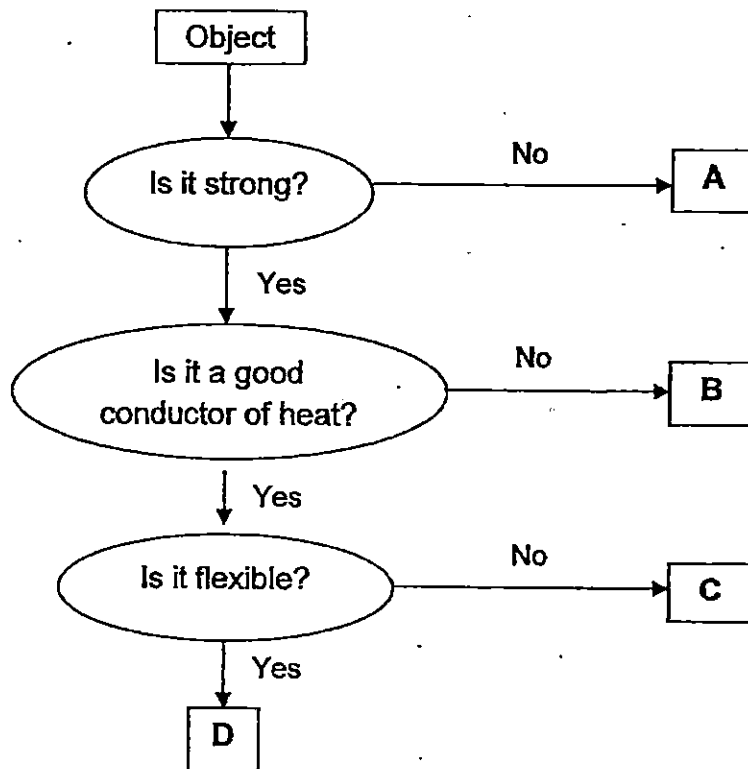 Object
Is it strong?
No
A
Yes
Is it a good
conductor of heat?
No
B
Yes
Is it flexible?
No
C
Yes
D